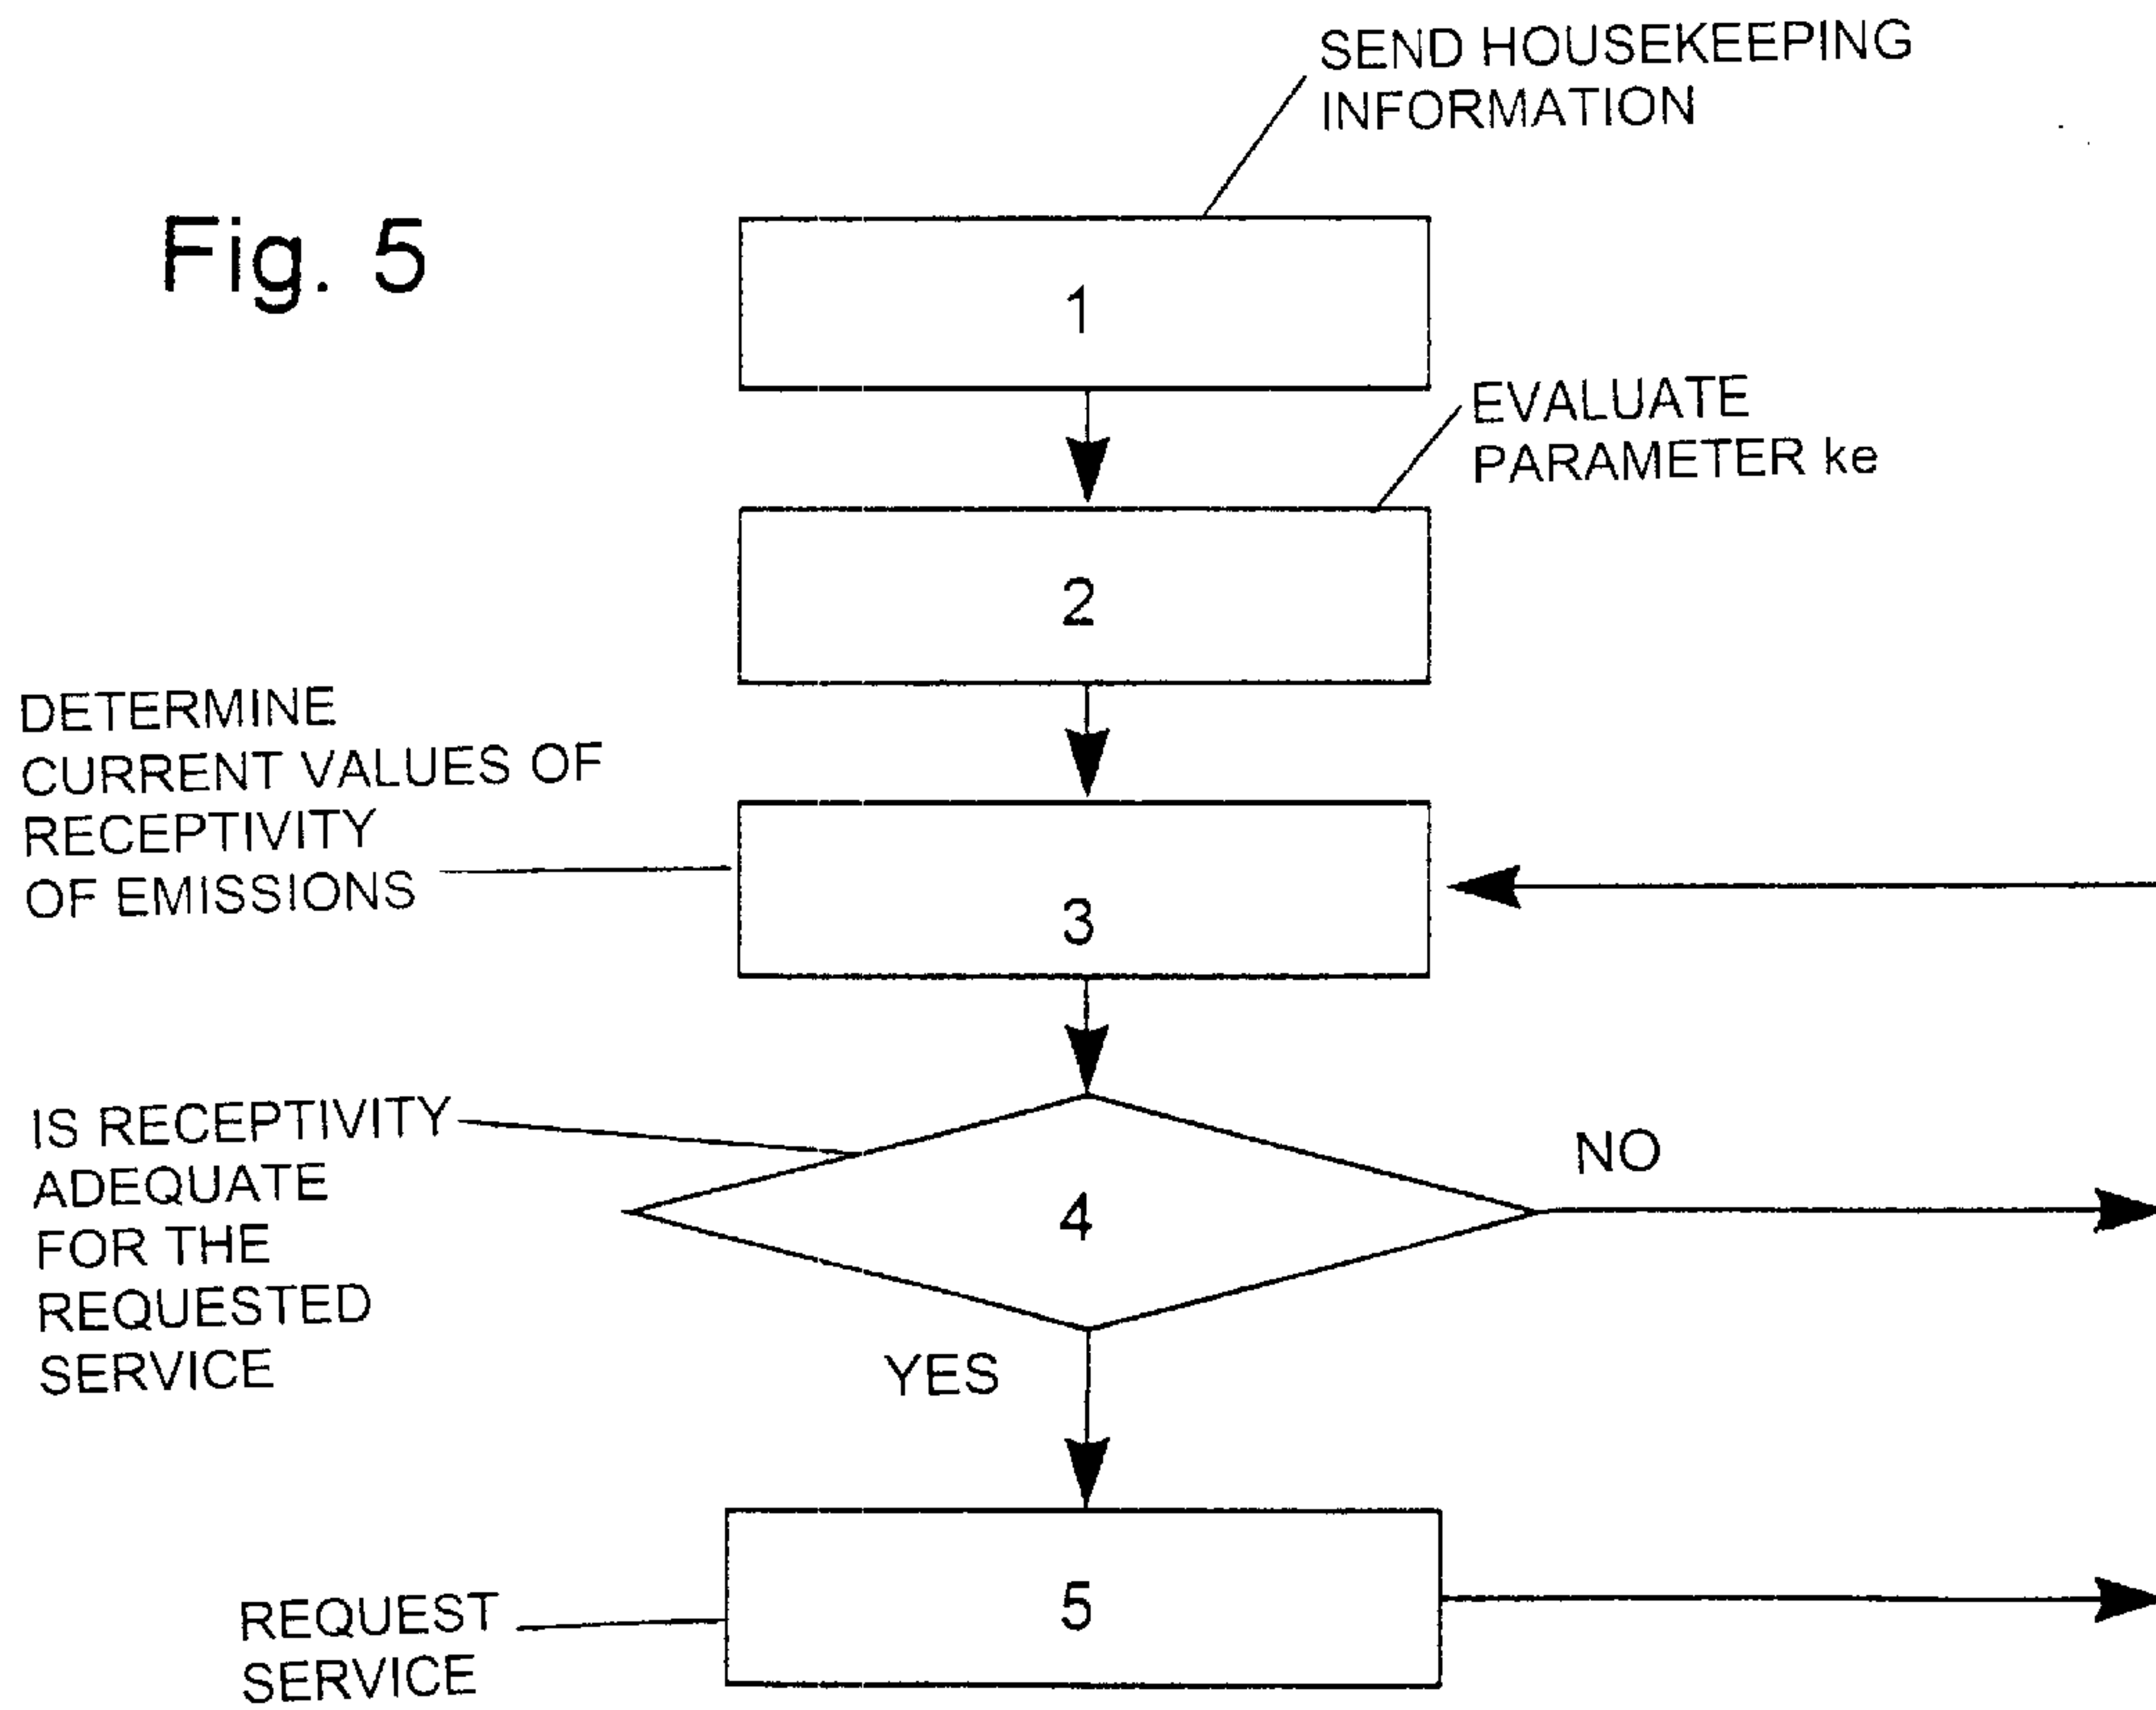 SEND HOUSEKEEPING
INFORMATION
Fig. 5
1
EVALUATE
PARAMETER ke
2
DETERMINE
CURRENT VALUES OF
RECEPTIVITY
OF EMISSIONS
3
IS RECEPTIVITY
ADEQUATE
FOR THE
REQUESTED
SERVICE
4
NO
YES
REQUEST
SERVICE
5